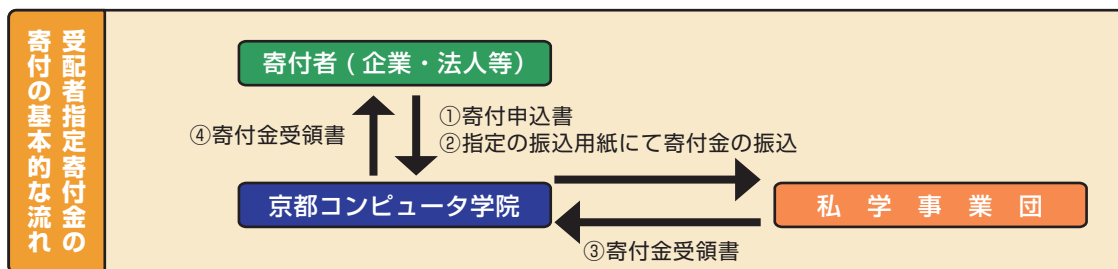 受配者指定寄付金の
寄付の基本的な流れ
寄付者 ( 企業・法人等）
①寄付申込書
②指定の振込用紙にて寄付金の振込
④寄付金受領書
京都コンピュータ学院
私学事業団
③寄付金受領書